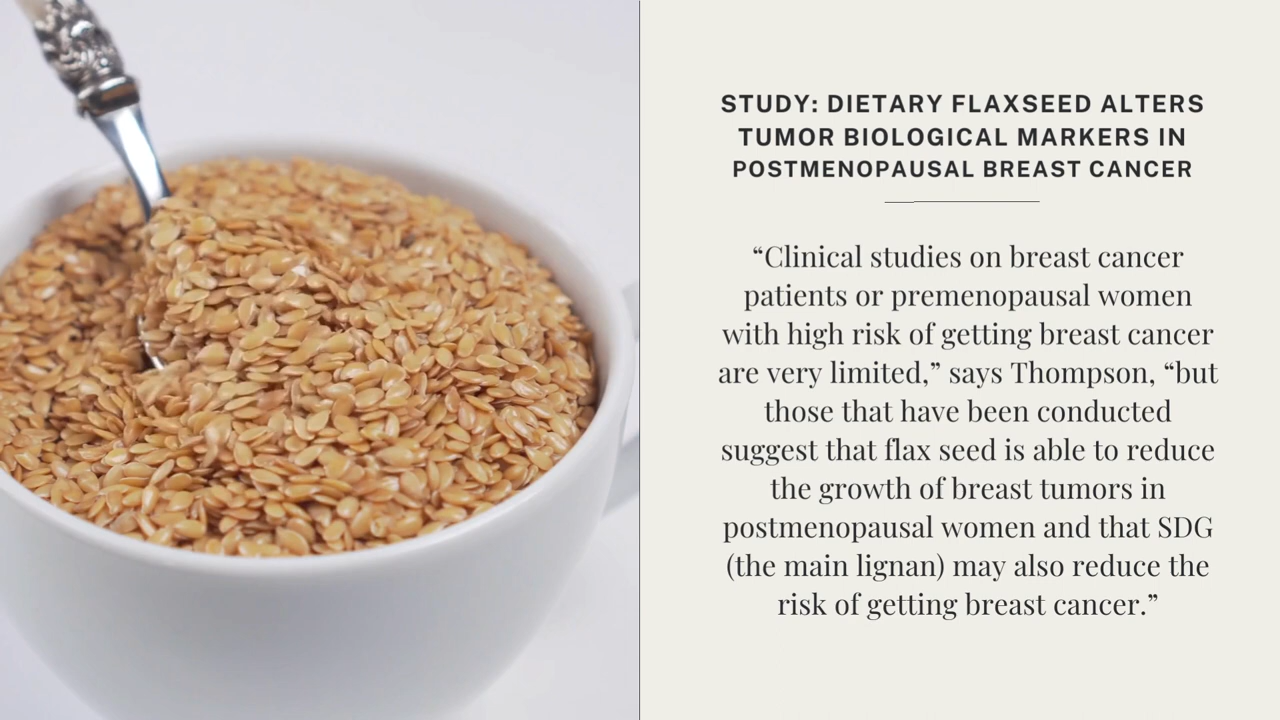 STUDY: DIETARY FLAXSEED ALTERS
TUMOR BIOLOGICAL MARKERS IN
POSTMENOPAUSAL BREAST CANCER
“Clinical studies on breast cancer
patients or premenopausal women
with high risk of getting breast cancer
are very limited,” says Thompson, “but
those that have been conducted
suggest that flax seed is able to reduce
the growth of breast tumors in
postmenopausal women and that SDG
(the main lignan) may also reduce the
risk of getting breast cancer.”